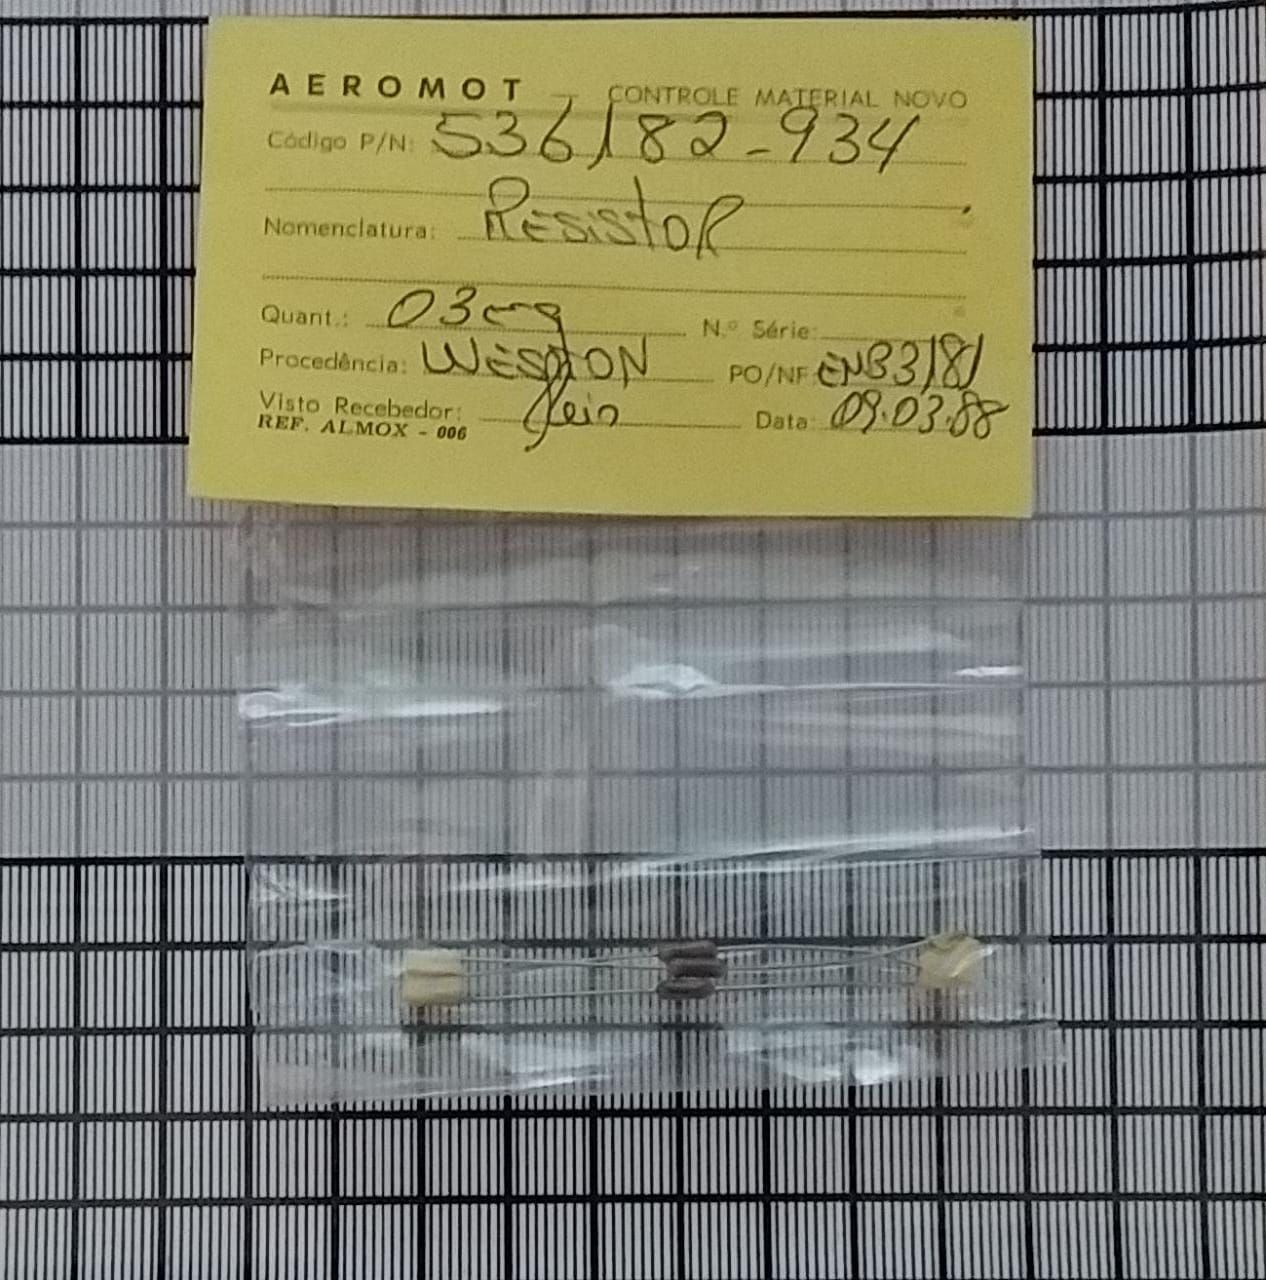 AEROMOT — CONTROLE MATERIAL NOVO
Código P/N: 536182-934
Nomenclatura: RESISTOR
Quant.: 03
N.º Série:
Procedência: WESTON PO/NF: ENB3181
Visto Recebedor: Data: 09.03.88
REF. ALMOX - 006